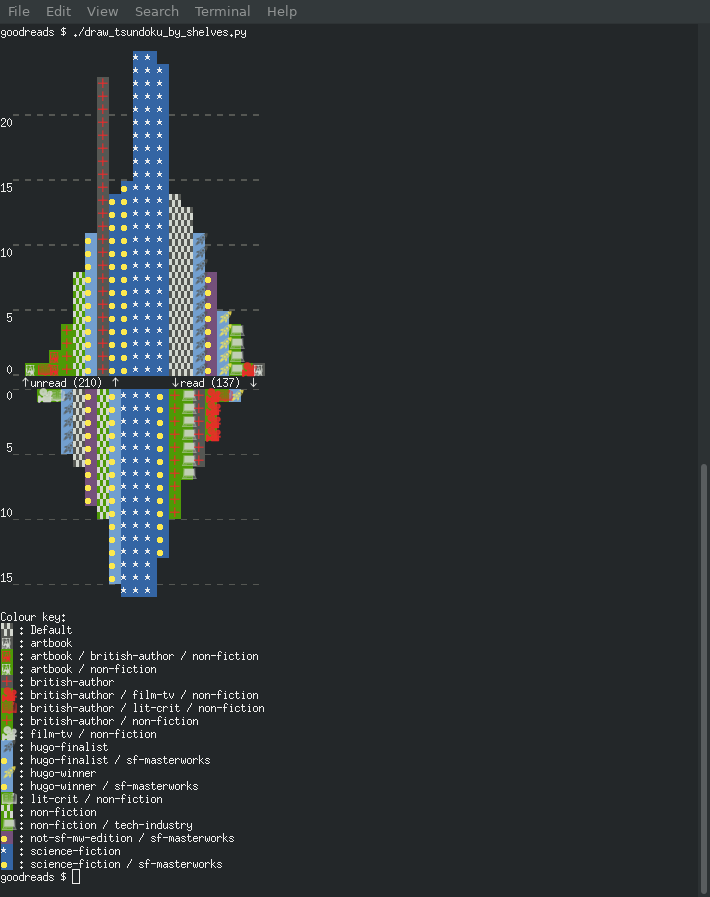 File Edit View Search Terminal Help
goodreads $ ./draw_tsundoku_by_shelves.py
20
15
10
5
0
↑unread (210) ↑ ↓read (137) ↓
0
5
10
15
Colour key:
: Default
: artbook
: artbook / british-author / non-fiction
: artbook / non-fiction
: british-author
: british-author / film-tv / non-fiction
: british-author / lit-crit / non-fiction
: british-author / non-fiction
: film-tv / non-fiction
: hugo-finalist
: hugo-finalist / sf-masterworks
: hugo-winner
: hugo-winner / sf-masterworks
: lit-crit / non-fiction
: non-fiction
: non-fiction / tech-industry
: not-sf-mw-edition / sf-masterworks
: science-fiction
: science-fiction / sf-masterworks
goodreads $